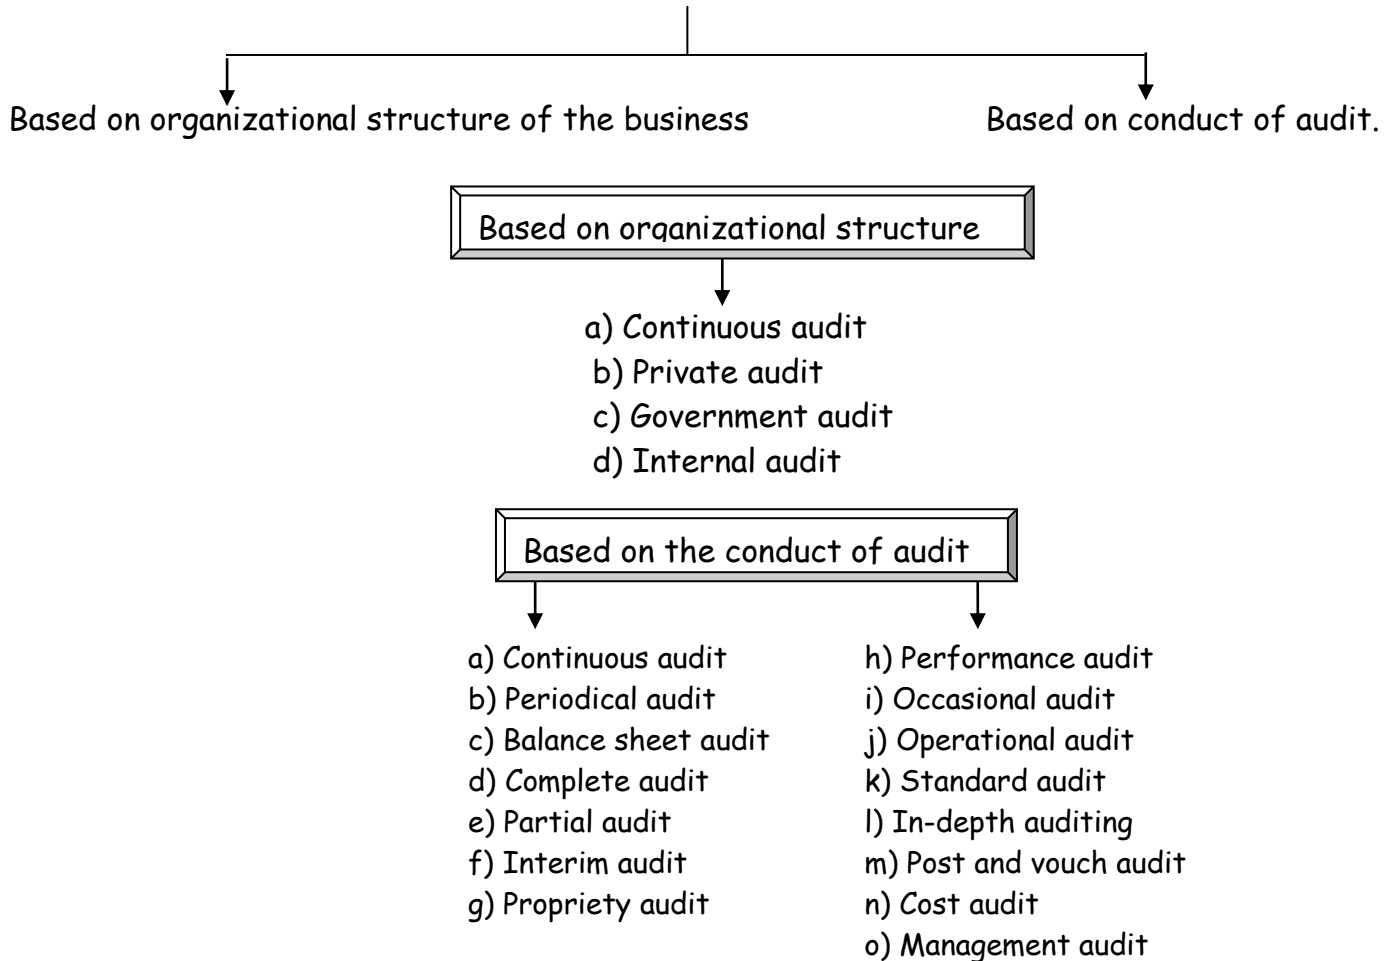 Based on organizational structure of the business
Based on conduct of audit.
Based on organizational structure
a) Continuous audit
b) Private audit
c) Government audit
d) Internal audit
Based on the conduct of audit
a) Continuous audit
b) Periodical audit
c) Balance sheet audit
d) Complete audit
e) Partial audit
f) Interim audit
g) Propriety audit
h) Performance audit
i) Occasional audit
j) Operational audit
k) Standard audit
l) In-depth auditing
m) Post and vouch audit
n) Cost audit
o) Management audit